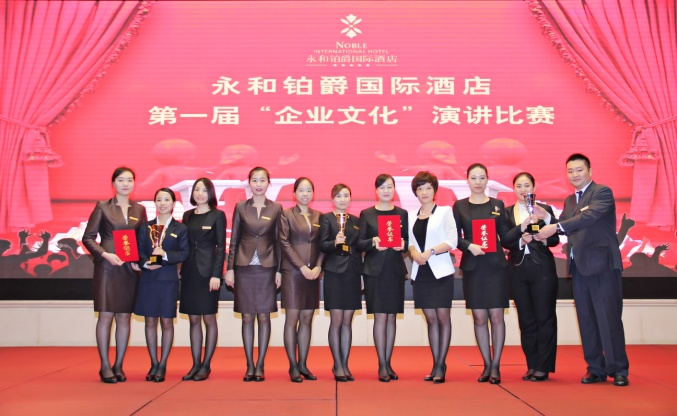 NOBLE
INTERNATIONAL HOTEL
永和铂爵国际酒店
永和铂爵国际酒店
第一届“企业文化”演讲比赛
荣誉证书
荣誉证书
荣誉证书